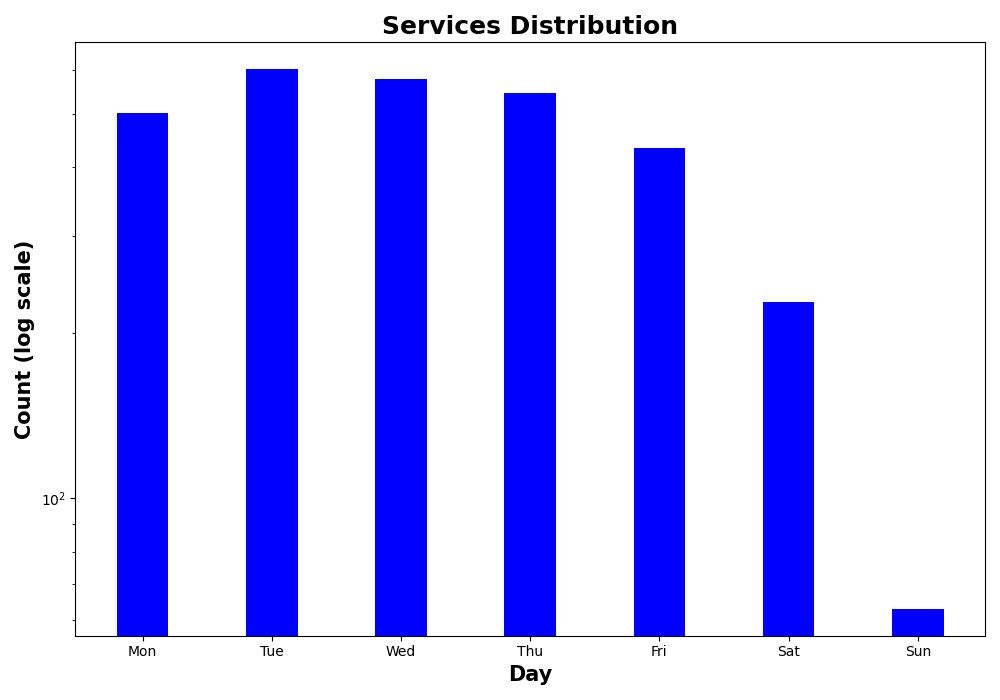 Services Distribution
Count (log scale)
10²
Mon Tue Wed Thu Fri Sat Sun
Day